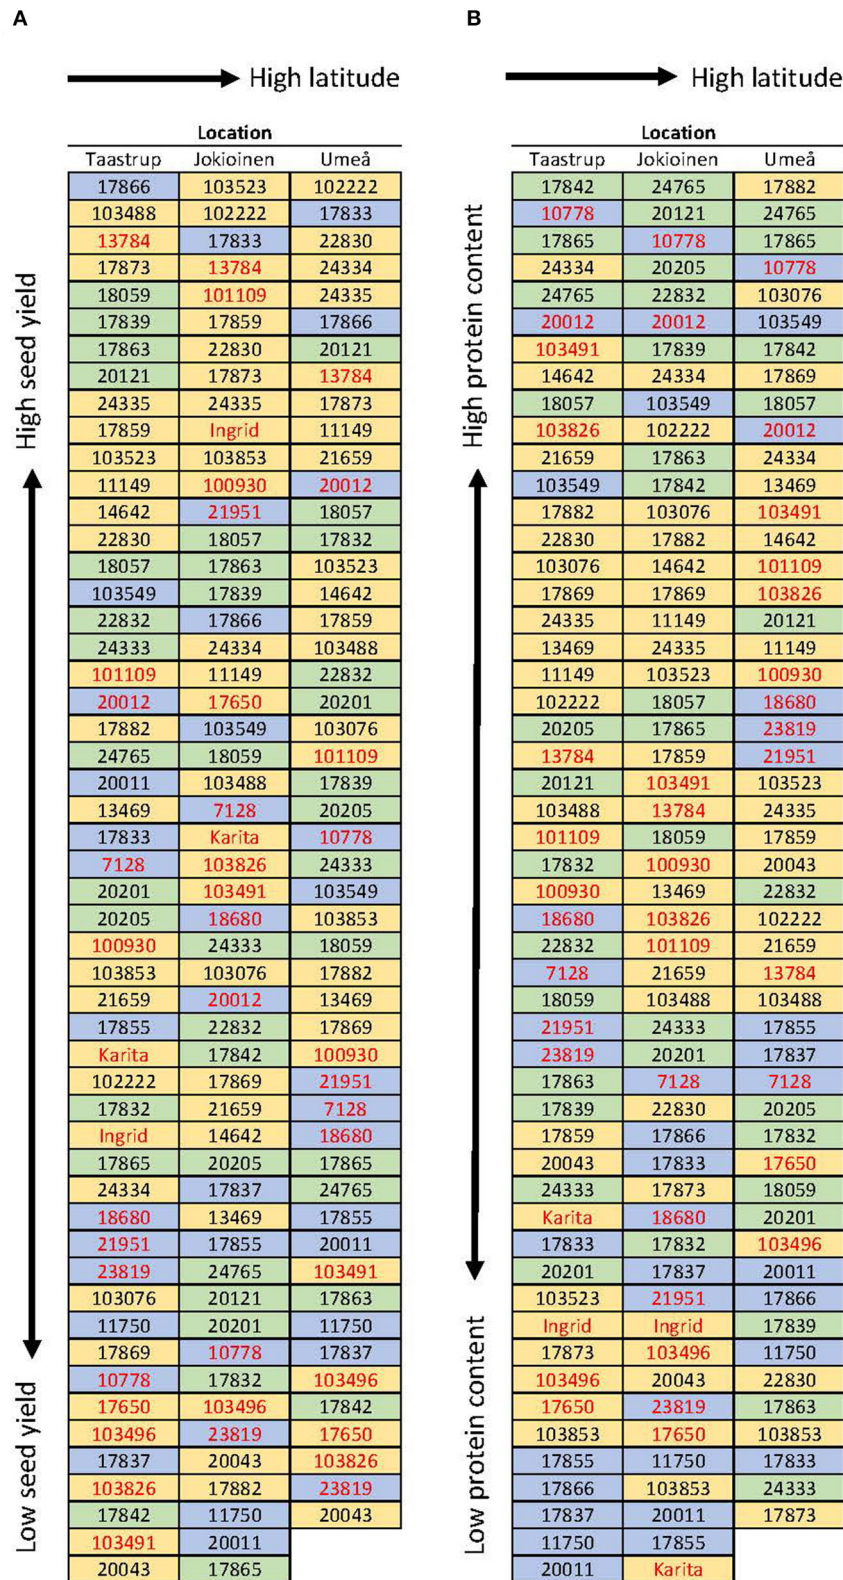 A
High latitude
Location
Taastrup Jokioinen Umeå
17866 103523 102222
103488 102222 17833
13784 17833 22830
17873 13784 24334
18059 101109 24335
17839 17859 17866
17863 22830 20121
20121 17873 13784
24335 24335 17873
17859 Ingrid 11149
103523 103853 21659
11149 100930 20012
14642 21951 18057
22830 18057 17832
18057 17863 103523
103549 17839 14642
22832 17866 17859
24333 24334 103488
101109 11149 22832
20012 17650 20201
17882 103549 103076
24765 18059 101109
20011 103488 17839
13469 7128 20205
17833 Karita 10778
7128 103826 24333
20201 103491 103549
20205 18680 103853
100930 24333 18059
103853 103076 17882
21659 20012 13469
17855 22832 17869
Karita 17842 100930
102222 17869 21951
17832 21659 7128
Ingrid 14642 18680
17865 20205 17865
24334 17837 24765
18680 13469 17855
21951 17855 20011
23819 24765 103491
103076 20121 17863
11750 20201 11750
17869 10778 17837
10778 17832 103496
17650 103496 17842
103496 23819 17650
17837 20043 103826
103826 17882 23819
17842 11750 20043
103491 20011
20043 17865
High seed yield
Low seed yield
B
High latitude
Location
Taastrup Jokioinen Umeå
17842 24765 17882
10778 20121 24765
17865 10778 17865
24334 20205 10778
24765 22832 103076
20012 20012 103549
103491 17839 17842
14642 24334 17869
18057 103549 18057
103826 102222 20012
21659 17863 24334
103549 17842 13469
17882 103076 103491
22830 17882 14642
103076 14642 101109
17869 17869 103826
24335 11149 20121
13469 24335 11149
11149 103523 100930
102222 18057 18680
20205 17865 23819
13784 17859 21951
20121 103491 103523
103488 13784 24335
101109 18059 17859
17832 100930 20043
100930 13469 22832
18680 103826 102222
22832 101109 21659
7128 21659 13784
18059 103488 103488
21951 24333 17855
23819 20201 17837
17863 7128 7128
17839 22830 20205
17859 17866 17832
20043 17833 17650
24333 17873 18059
Karita 18680 20201
17833 17832 103496
20201 17837 20011
103523 21951 17866
Ingrid Ingrid 17839
17873 103496 11750
103496 20043 22830
17650 23819 17863
103853 17650 103853
17855 11750 17833
17866 103853 24333
17837 20011 17873
11750 17855
20011 Karita
High protein content
Low protein content